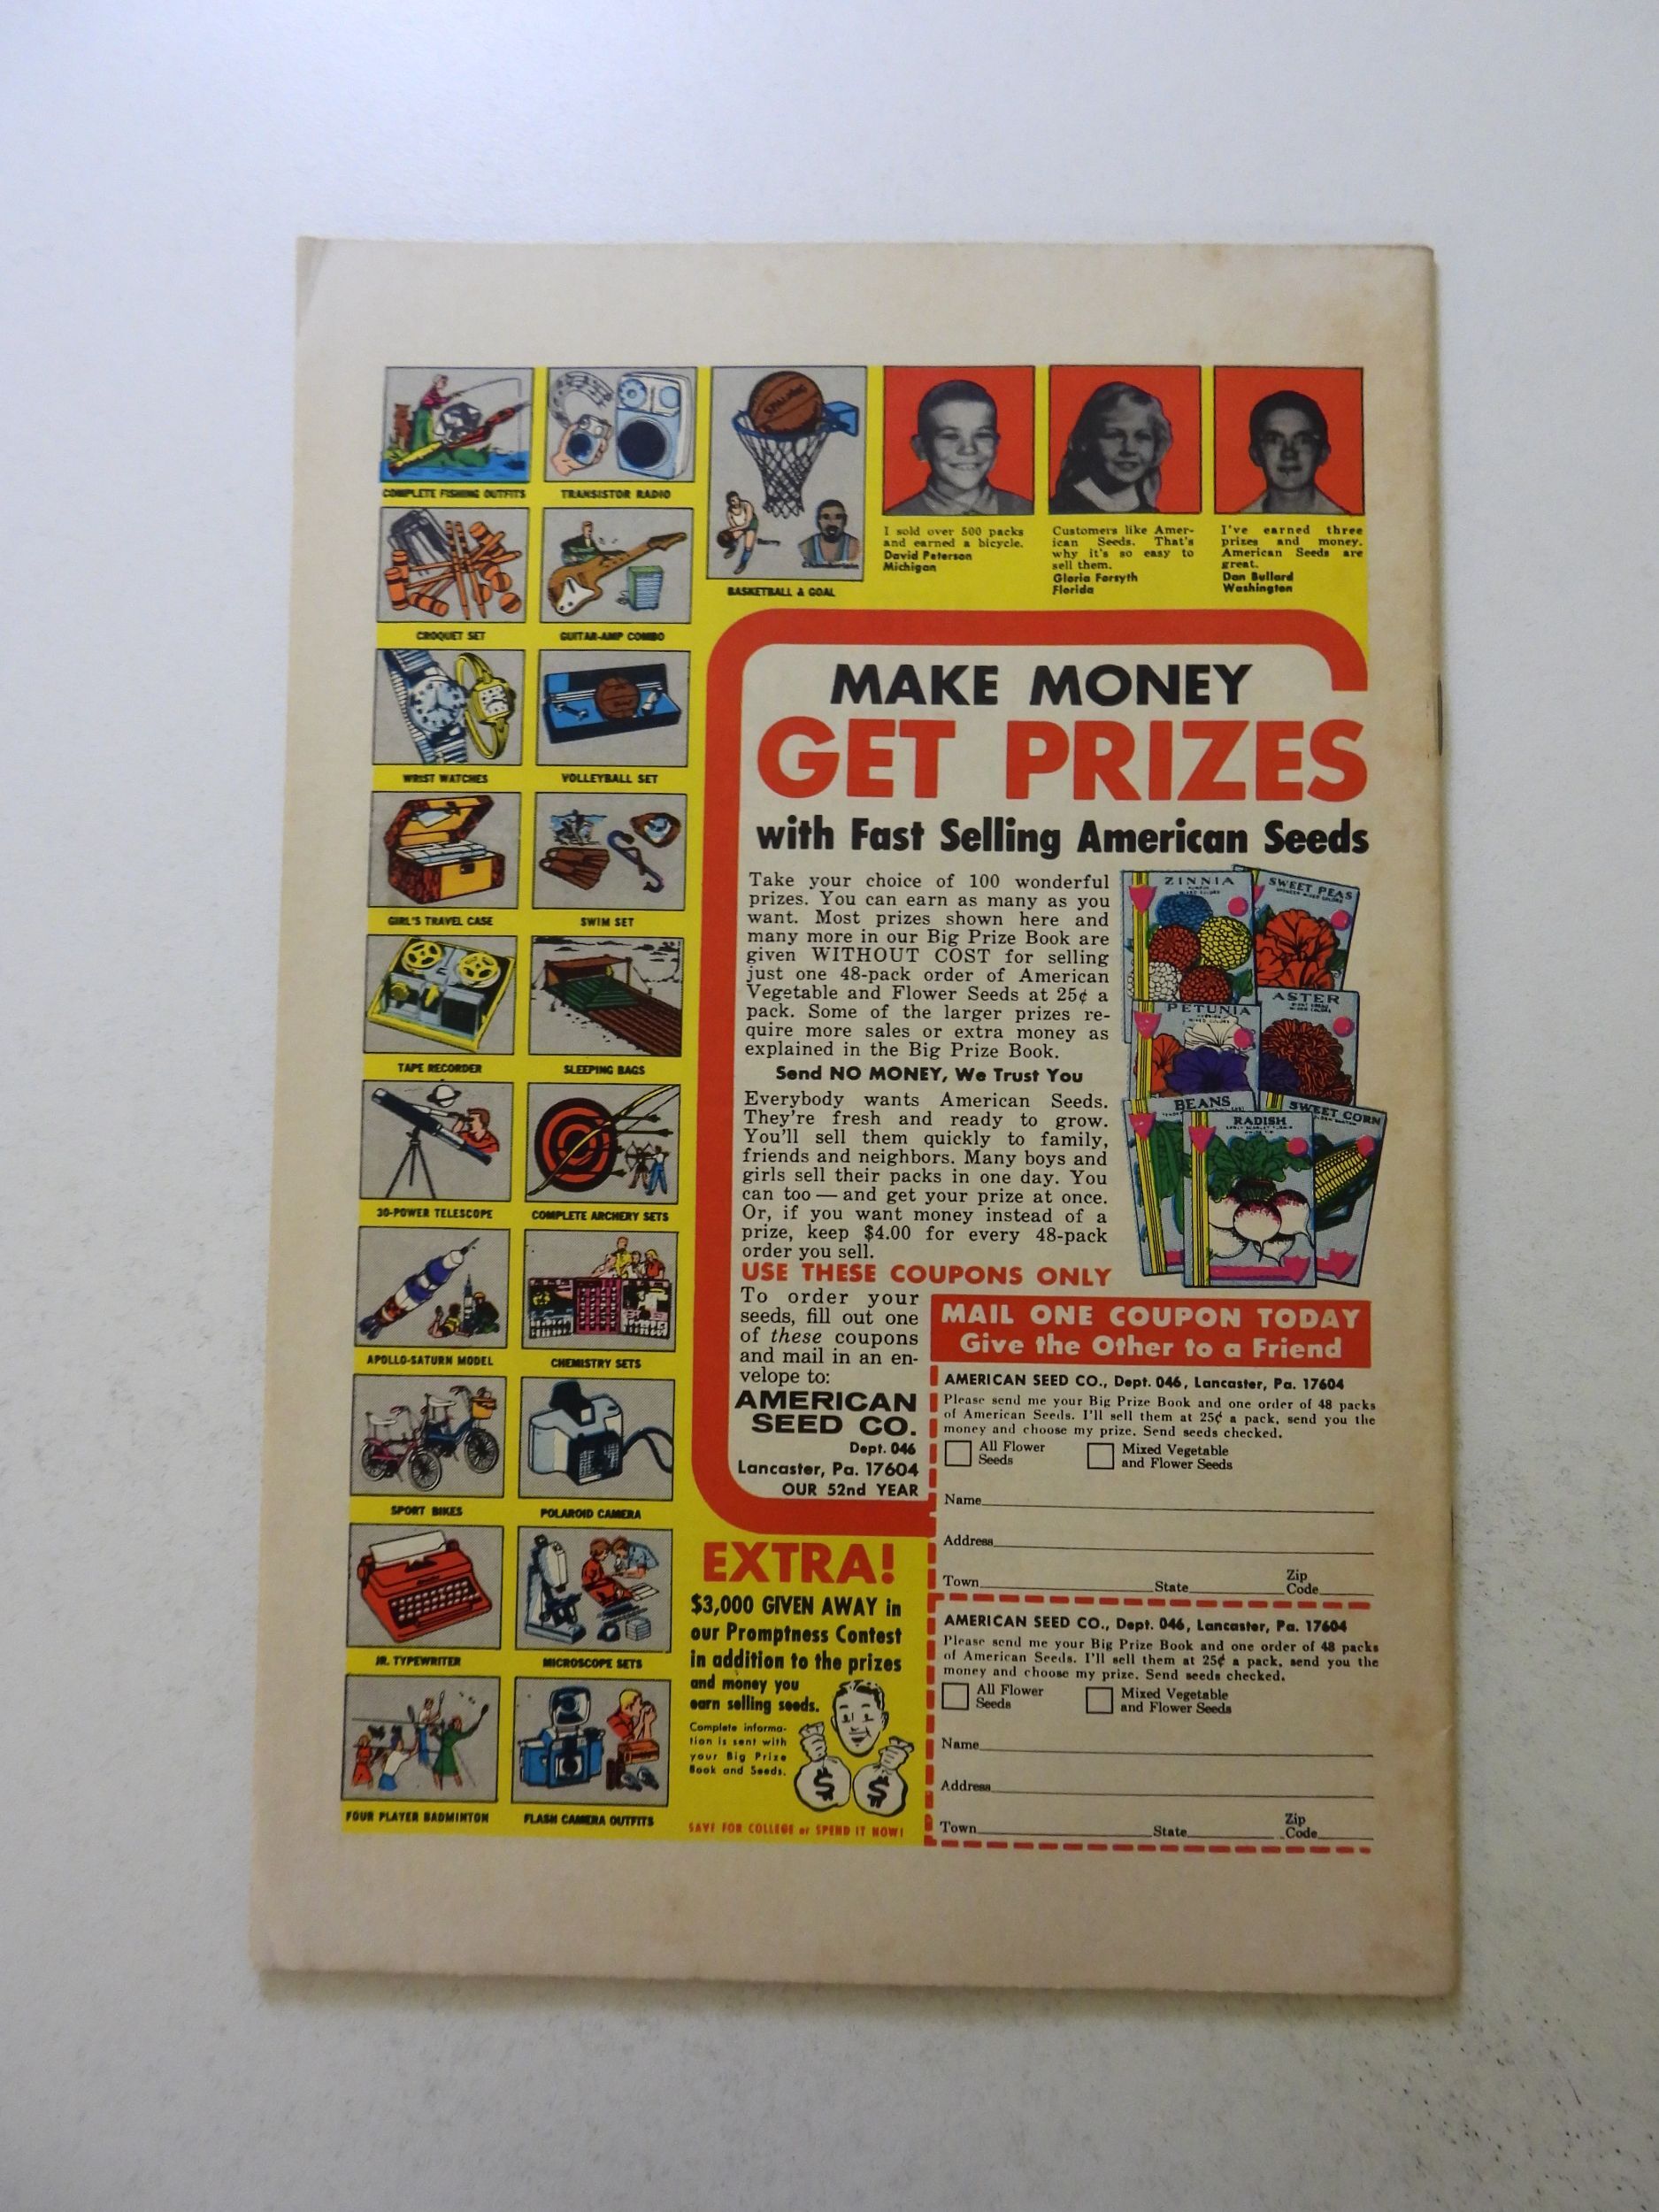 COMPLETE FISHING OUTFITS
TRANSISTOR RADIO
SPALDING
Barry
Chamberlain
BASKETBALL & GOAL
CROQUET SET
GUITAR-AMP COMBO
WRIST WATCHES
VOLLEYBALL SET
GIRL'S TRAVEL CASE
SWIM SET
TAPE RECORDER
SLEEPING BAGS
30-POWER TELESCOPE
COMPLETE ARCHERY SETS
APOLLO-SATURN MODEL
CHEMISTRY SETS
SPORT BIKES
POLAROID CAMERA
JR. TYPEWRITER
MICROSCOPE SETS
FOUR PLAYER BADMINTON
FLASH CAMERA OUTFITS
I sold over 500 packs
and earned a bicycle.
David Peterson
Michigan
Customers like Amer-
ican Seeds. That's
why it's so easy to
sell them.
Gloria Forsyth
Florida
I've earned three
prizes and money.
American Seeds are
great.
Dan Bullard
Washington
MAKE MONEY
GET PRIZES
with Fast Selling American Seeds
Take your choice of 100 wonderful
prizes. You can earn as many as you
want. Most prizes shown here and
many more in our Big Prize Book are
given WITHOUT COST for selling
just one 48-pack order of American
Vegetable and Flower Seeds at 25¢ a
pack. Some of the larger prizes re-
quire more sales or extra money as
explained in the Big Prize Book.
Send NO MONEY, We Trust You
Everybody wants American Seeds.
They're fresh and ready to grow.
You'll sell them quickly to family,
friends and neighbors. Many boys and
girls sell their packs in one day. You
can too — and get your prize at once.
Or, if you want money instead of a
prize, keep $4.00 for every 48-pack
order you sell.
ZINNIA
SWEET PEAS
PETUNIA
ASTER
BEANS
RADISH
SWEET CORN
USE THESE COUPONS ONLY
To order your
seeds, fill out one
of these coupons
and mail in an en-
velope to:
AMERICAN
SEED CO.
Dept. 046
Lancaster, Pa. 17604
OUR 52nd YEAR
MAIL ONE COUPON TODAY
Give the Other to a Friend
AMERICAN SEED CO., Dept. 046, Lancaster, Pa. 17604
Please send me your Big Prize Book and one order of 48 packs
of American Seeds. I'll sell them at 25¢ a pack, send you the
money and choose my prize. Send seeds checked.
All Flower Seeds
Mixed Vegetable and Flower Seeds
Name
Address
Town State Zip Code
AMERICAN SEED CO., Dept. 046, Lancaster, Pa. 17604
Please send me your Big Prize Book and one order of 48 packs
of American Seeds. I'll sell them at 25¢ a pack, send you the
money and choose my prize. Send seeds checked.
All Flower Seeds
Mixed Vegetable and Flower Seeds
Name
Address
Town State Zip Code
EXTRA!
$3,000 GIVEN AWAY in
our Promptness Contest
in addition to the prizes
and money you
earn selling seeds.
Complete informa-
tion is sent with
your Big Prize
Book and Seeds.
$ $
SAVE FOR COLLEGE or SPEND IT NOW!